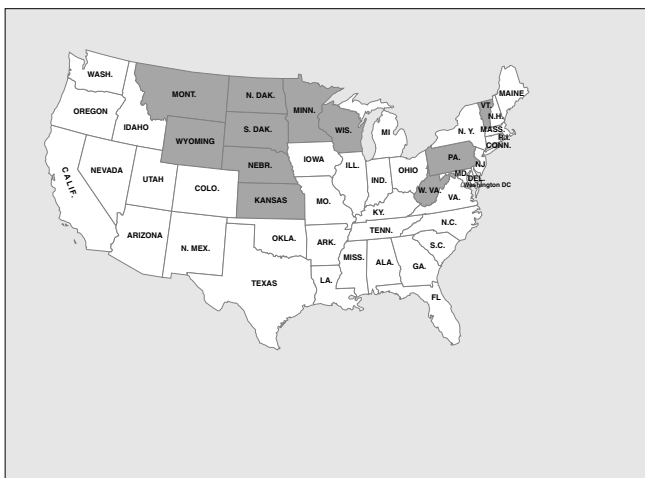 WASH.
MONT.
N. DAK.
MINN.
MAINE
OREGON
IDAHO
WYOMING
S. DAK.
WIS.
MI
N. Y.
VT.
N.H.
MASS.
R.I.
CONN.
NEVADA
UTAH
COLO.
NEBR.
IOWA
ILL.
IND.
OHIO
PA.
NJ
MD.
DEL.
Washington DC
CALIF.
KANSAS
MO.
KY.
W. VA.
VA.
ARIZONA
N. MEX.
OKLA.
ARK.
TENN.
N.C.
S.C.
TEXAS
LA.
MISS.
ALA.
GA.
FL